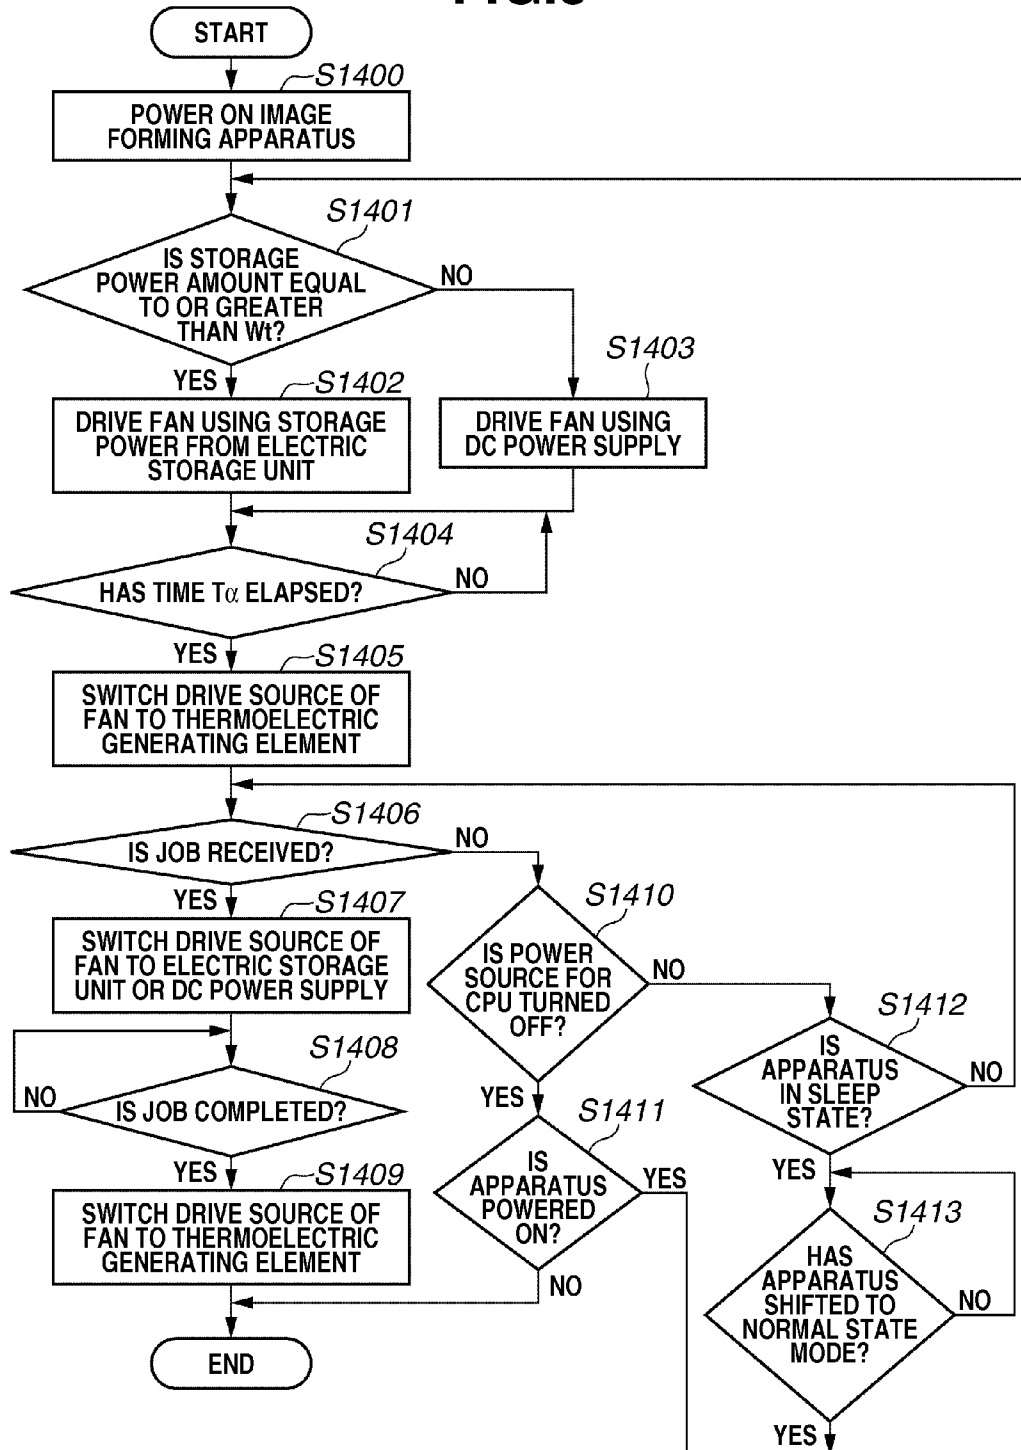 START
S1400
POWER ON IMAGE
FORMING APPARATUS
S1401
IS STORAGE
POWER AMOUNT EQUAL
TO OR GREATER
THAN Wt?
NO
YES
S1402
S1403
DRIVE FAN USING STORAGE
POWER FROM ELECTRIC
STORAGE UNIT
DRIVE FAN USING
DC POWER SUPPLY
S1404
HAS TIME Tα ELAPSED?
NO
YES
S1405
SWITCH DRIVE SOURCE OF
FAN TO THERMOELECTRIC
GENERATING ELEMENT
S1406
IS JOB RECEIVED?
NO
YES
S1407
SWITCH DRIVE SOURCE OF
FAN TO ELECTRIC STORAGE
UNIT OR DC POWER SUPPLY
S1410
IS POWER
SOURCE FOR
CPU TURNED
OFF?
NO
YES
S1412
IS
APPARATUS
IN SLEEP
STATE?
NO
YES
S1408
IS JOB COMPLETED?
NO
YES
S1411
IS
APPARATUS
POWERED
ON?
YES
NO
S1409
SWITCH DRIVE SOURCE OF
FAN TO THERMOELECTRIC
GENERATING ELEMENT
S1413
HAS
APPARATUS
SHIFTED TO
NORMAL STATE
MODE?
NO
YES
END